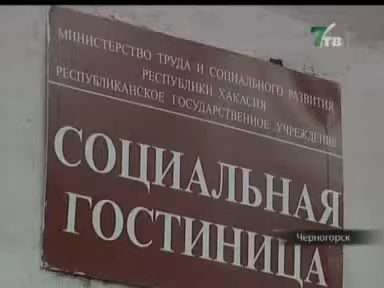 7ТВ
МИНИСТЕРСТВО ТРУДА И СОЦИАЛЬНОГО РАЗВИТИЯ
РЕСПУБЛИКИ ХАКАСИЯ
РЕСПУБЛИКАНСКОЕ ГОСУДАРСТВЕННОЕ УЧРЕЖДЕНИЕ
СОЦИАЛЬНАЯ
ГОСТИНИЦА
Черногорск